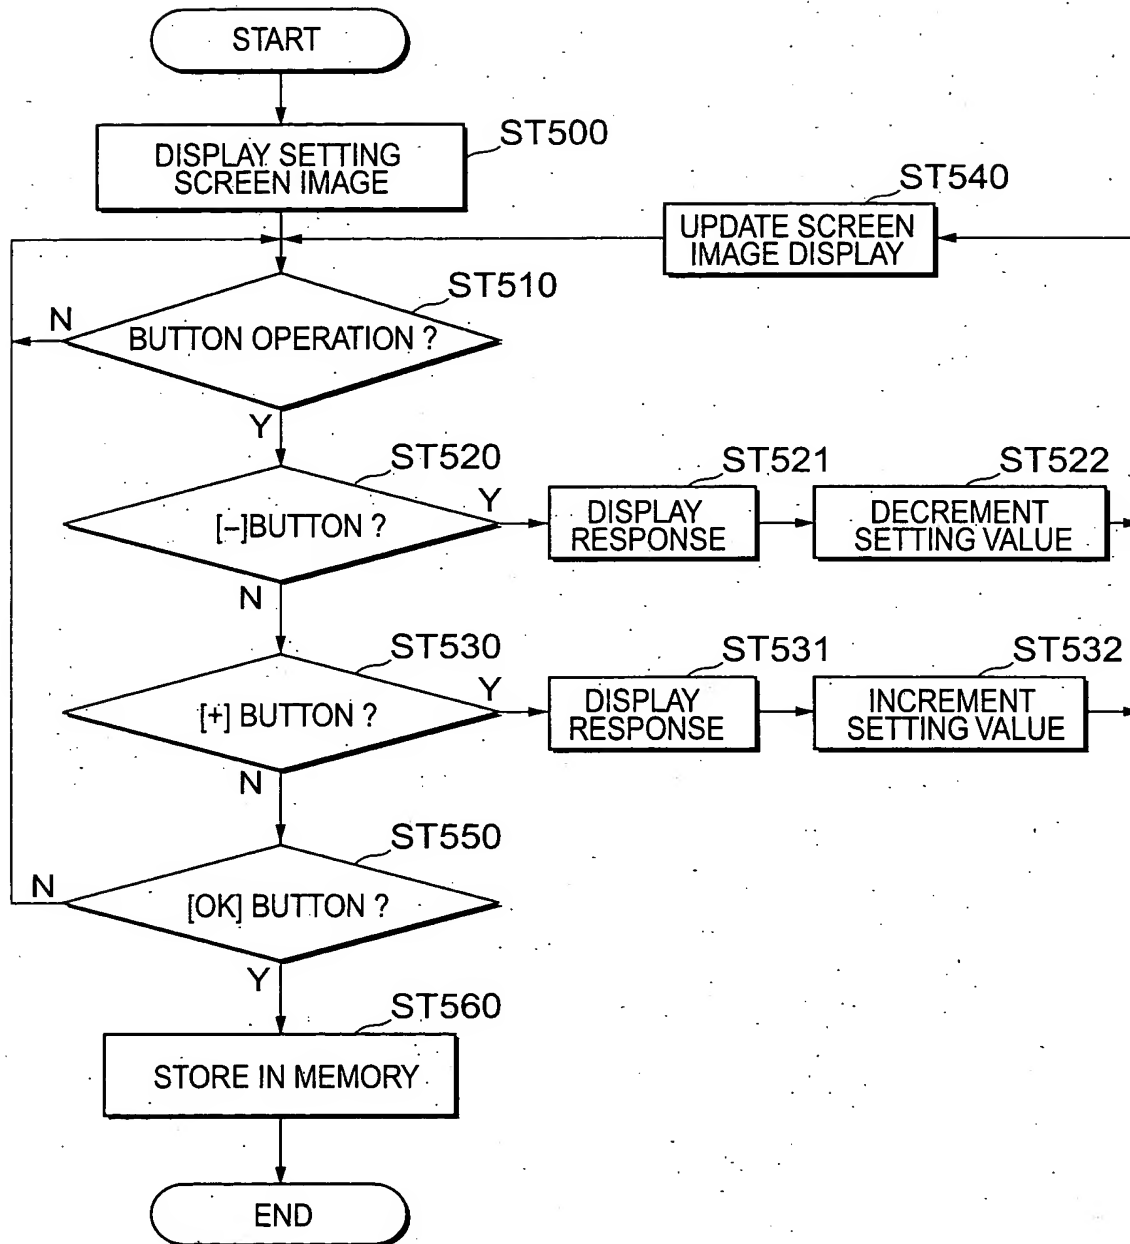 START
ST500
DISPLAY SETTING
SCREEN IMAGE
ST540
UPDATE SCREEN
IMAGE DISPLAY
ST510
N
BUTTON OPERATION ?
Y
ST520
[–]BUTTON ?
Y
ST521
DISPLAY
RESPONSE
ST522
DECREMENT
SETTING VALUE
N
ST530
[+] BUTTON ?
Y
ST531
DISPLAY
RESPONSE
ST532
INCREMENT
SETTING VALUE
N
ST550
N
[OK] BUTTON ?
Y
ST560
STORE IN MEMORY
END